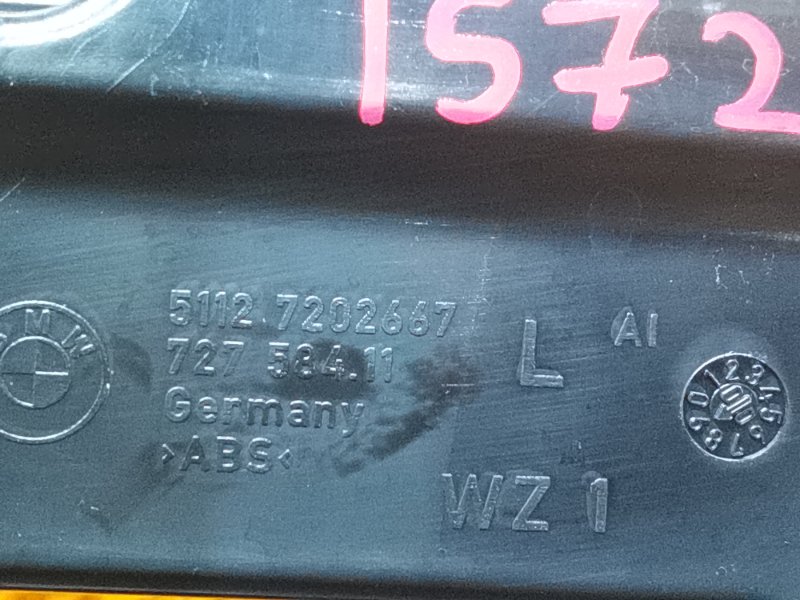 1572
BMW
5112 7202667
727 584.11
Germany
>ABS<
L
AI
WZ 1